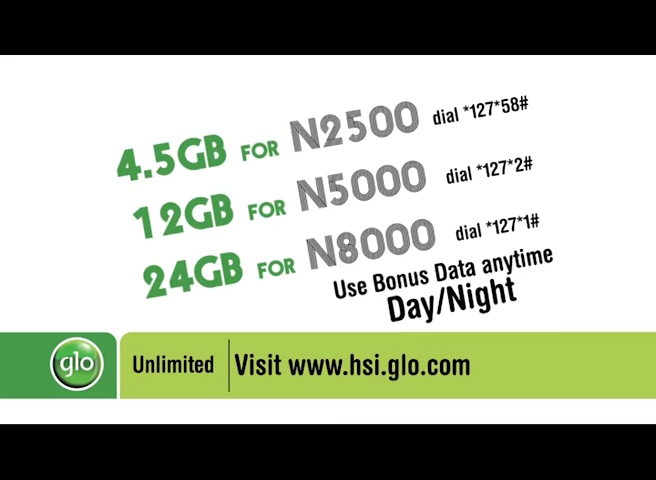 4.5GB FOR N2500 dial *127*58#
12GB FOR N5000 dial *127*2#
24GB FOR N8000 dial *127*1#
Use Bonus Data anytime
Day/Night
glo Unlimited Visit www.hsi.glo.com